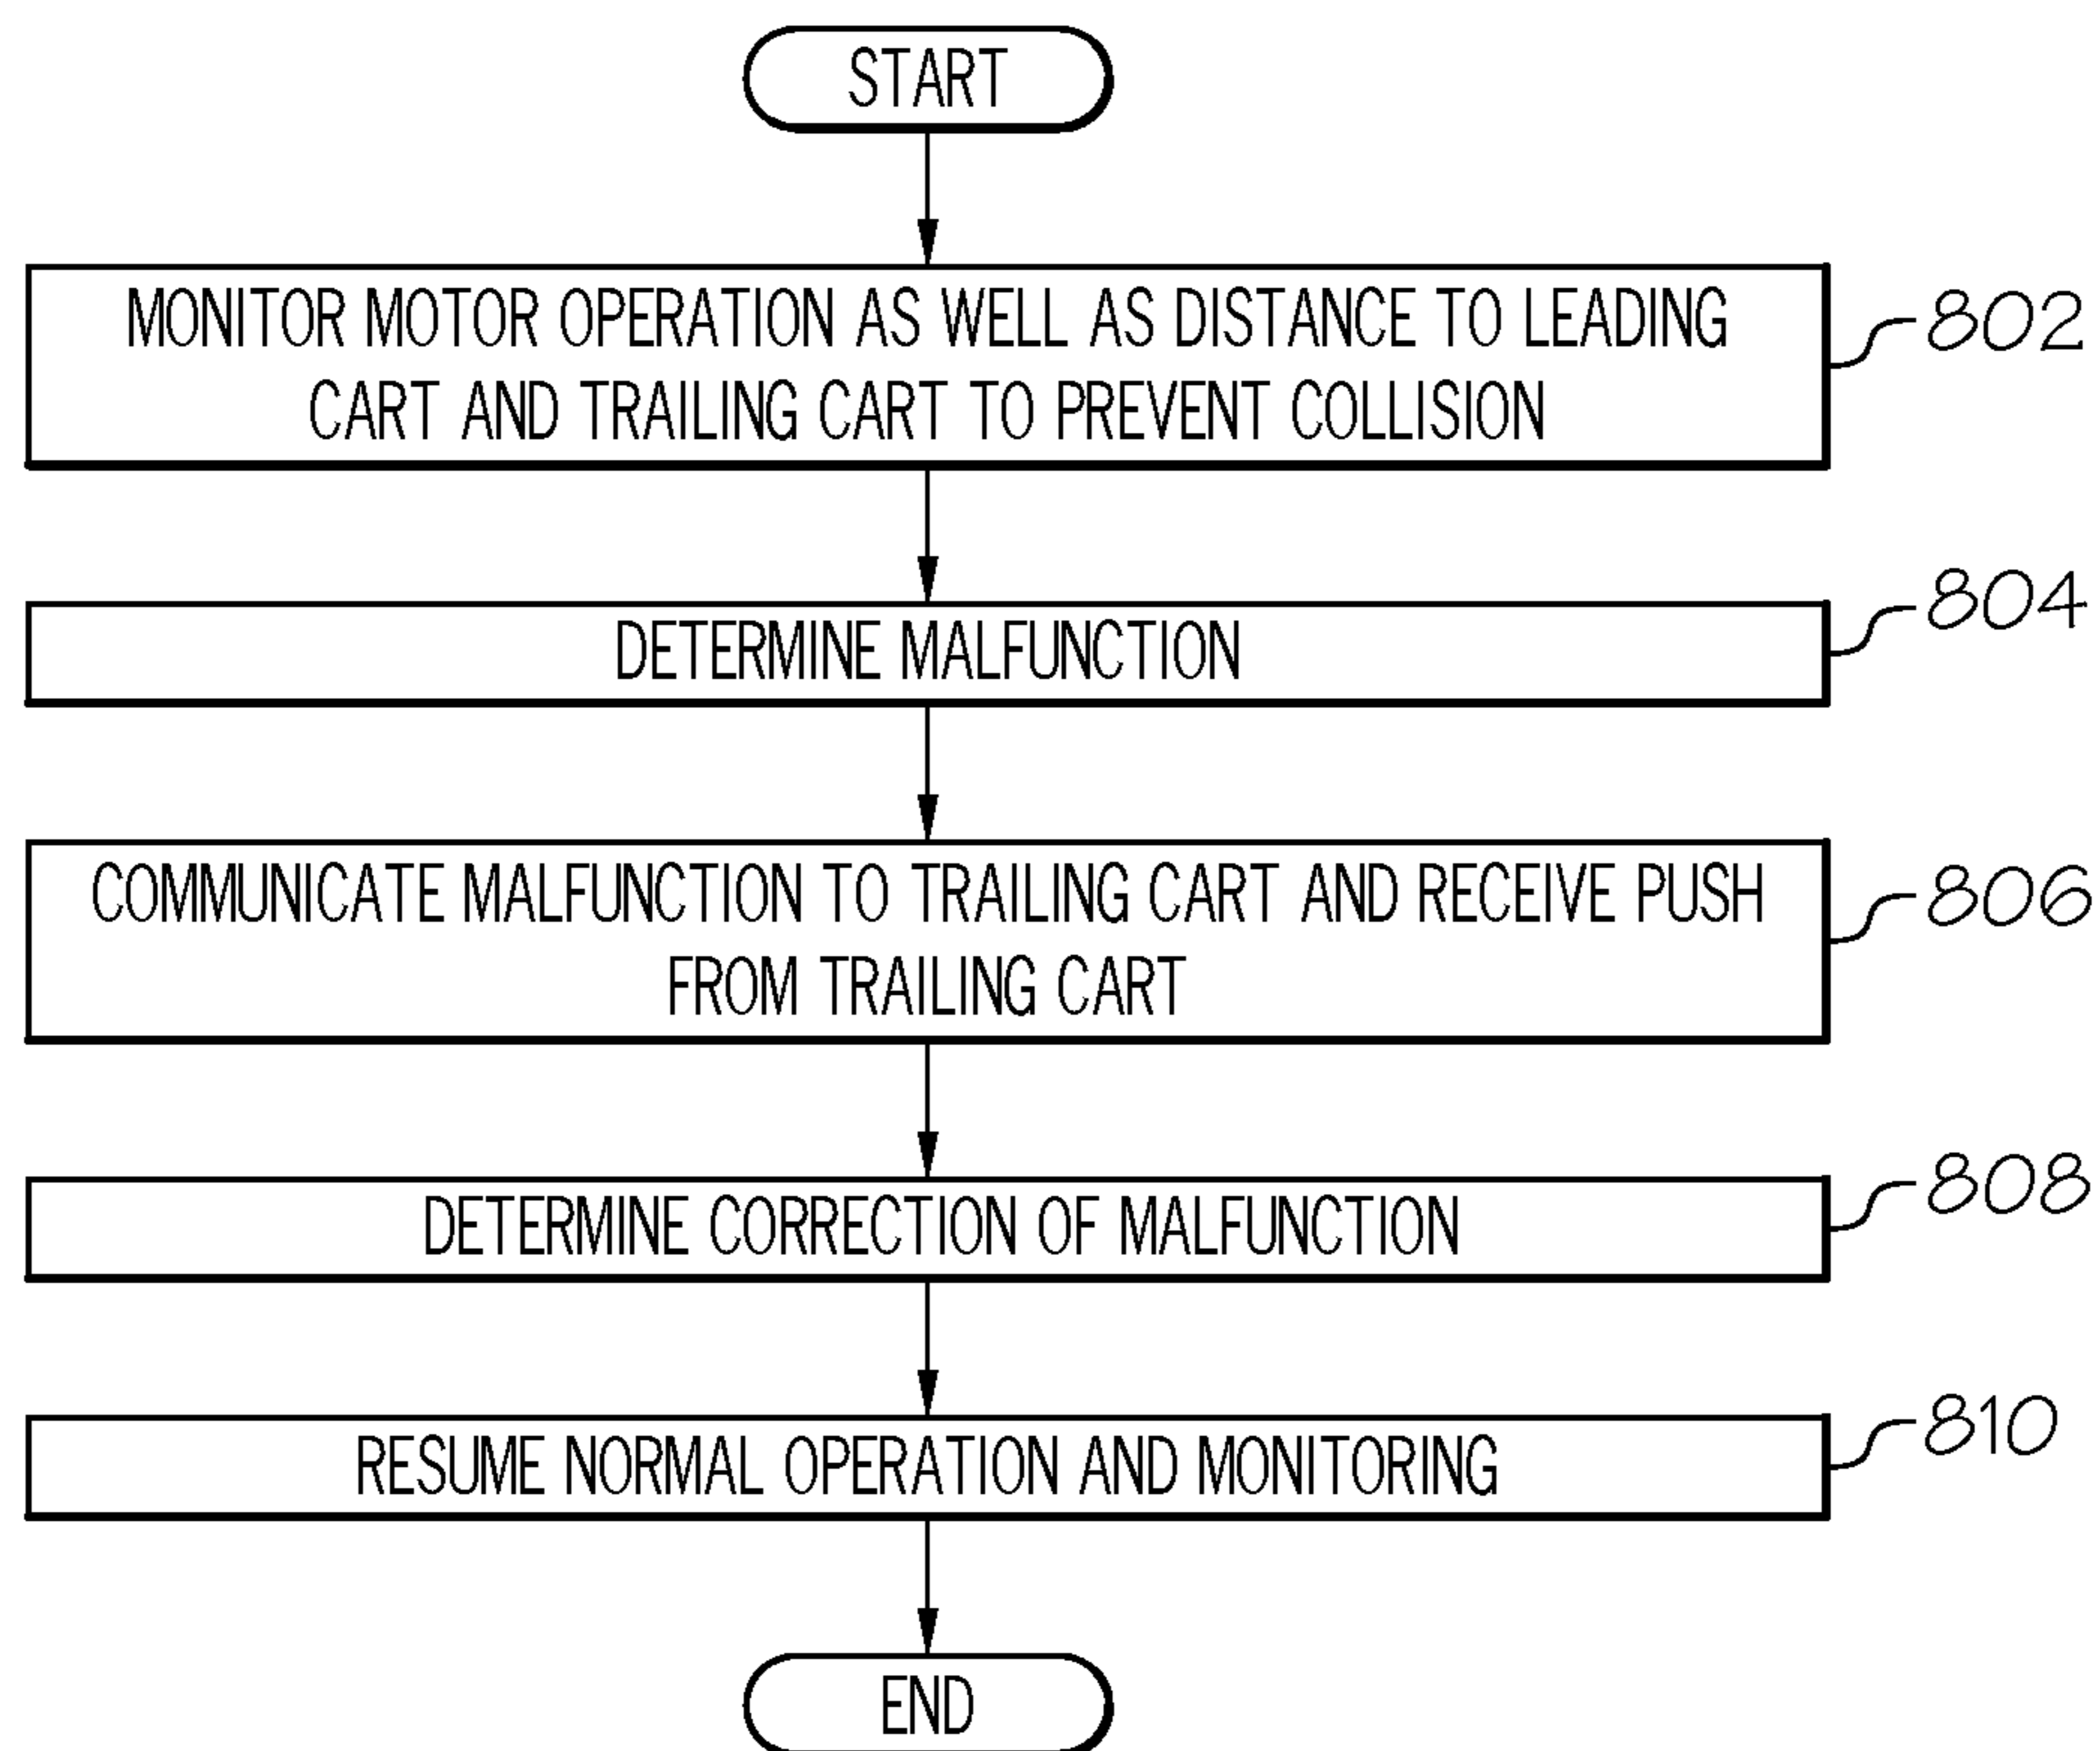 START
MONITOR MOTOR OPERATION AS WELL AS DISTANCE TO LEADING
CART AND TRAILING CART TO PREVENT COLLISION
802
DETERMINE MALFUNCTION
804
COMMUNICATE MALFUNCTION TO TRAILING CART AND RECEIVE PUSH
FROM TRAILING CART
806
DETERMINE CORRECTION OF MALFUNCTION
808
RESUME NORMAL OPERATION AND MONITORING
810
END